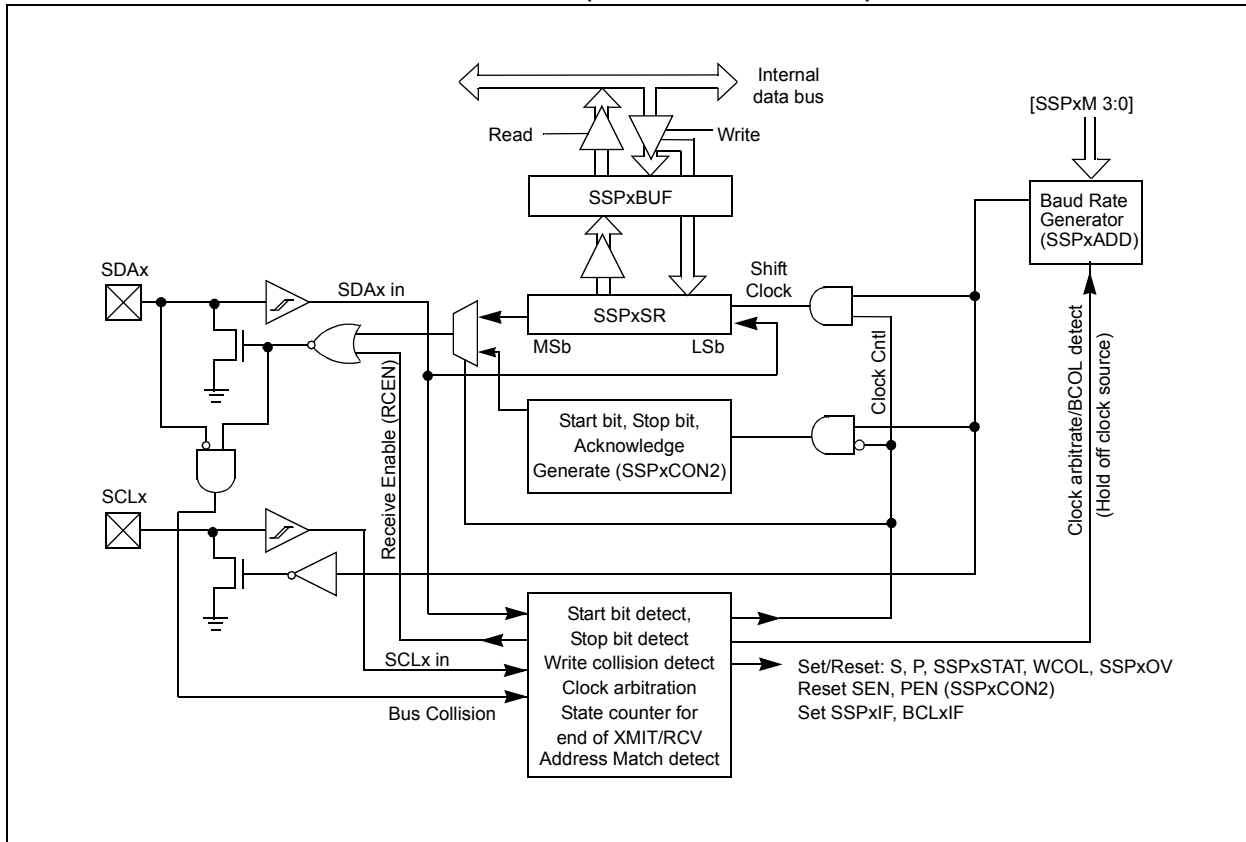 Internal
data bus
[SSPxM 3:0]
Read
Write
SSPxBUF
Baud Rate
Generator
(SSPxADD)
SDAx
SDAx in
Shift
Clock
SSPxSR
MSb
LSb
Clock Cntl
Receive Enable (RCEN)
Start bit, Stop bit,
Acknowledge
Generate (SSPxCON2)
Clock arbitrate/BCOL detect
(Hold off clock source)
SCLx
SCLx in
Bus Collision
Start bit detect,
Stop bit detect
Write collision detect
Clock arbitration
State counter for
end of XMIT/RCV
Address Match detect
Set/Reset: S, P, SSPxSTAT, WCOL, SSPxOV
Reset SEN, PEN (SSPxCON2)
Set SSPxIF, BCLxIF